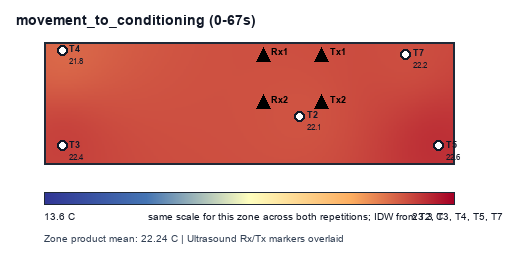 movement_to_conditioning (0-67s)
T4
21.8
Rx1
Tx1
T7
22.2
Rx2
Tx2
T2
22.1
T3
22.4
T5
22.6
13.6 C
same scale for this zone across both repetitions; IDW from T2, T3, T4, T5, T7
Zone product mean: 22.24 C | Ultrasound Rx/Tx markers overlaid